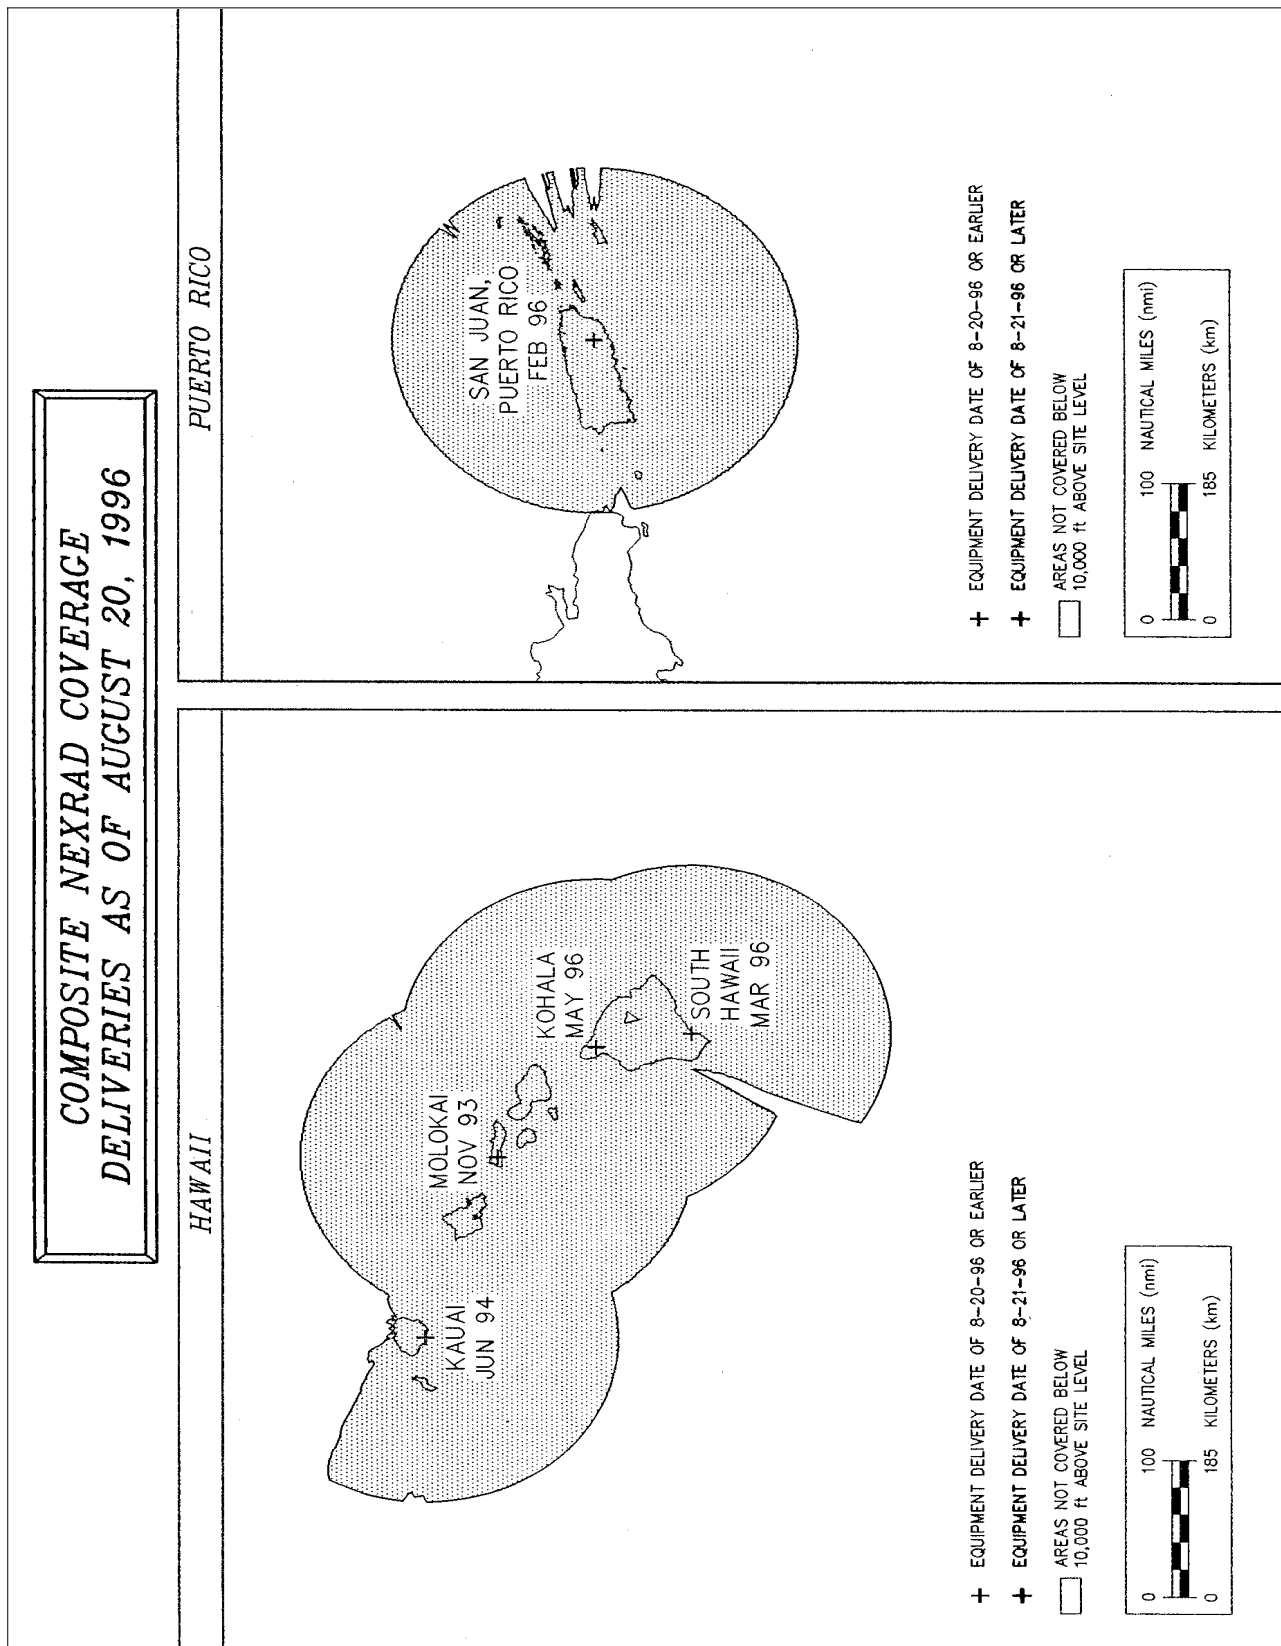 COMPOSITE NEXRAD COVERAGE
DELIVERIES AS OF AUGUST 20, 1996
HAWAII
KAUAI
JUN 94
MOLOKAI
NOV 93
KOHALA
MAY 96
SOUTH
HAWAII
MAR 96
+ EQUIPMENT DELIVERY DATE OF 8-20-96 OR EARLIER
+ EQUIPMENT DELIVERY DATE OF 8-21-96 OR LATER
AREAS NOT COVERED BELOW
10,000 ft ABOVE SITE LEVEL
0 100 NAUTICAL MILES (nmi)
0 185 KILOMETERS (km)
PUERTO RICO
SAN JUAN,
PUERTO RICO
FEB 96
+ EQUIPMENT DELIVERY DATE OF 8-20-96 OR EARLIER
+ EQUIPMENT DELIVERY DATE OF 8-21-96 OR LATER
AREAS NOT COVERED BELOW
10,000 ft ABOVE SITE LEVEL
0 100 NAUTICAL MILES (nmi)
0 185 KILOMETERS (km)